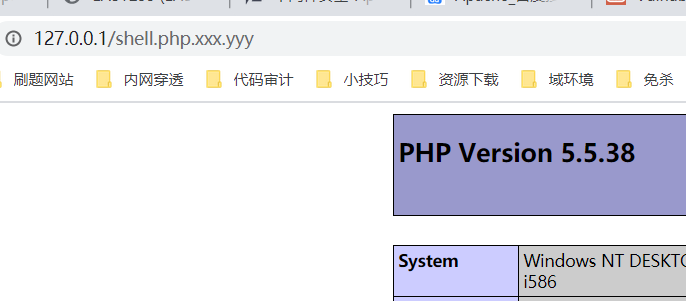 127.0.0.1/shell.php.xxx.yyy
刷题网站 内网穿透 代码审计 小技巧 资源下载 域环境 免杀
PHP Version 5.5.38
System Windows NT DESKTO
i586